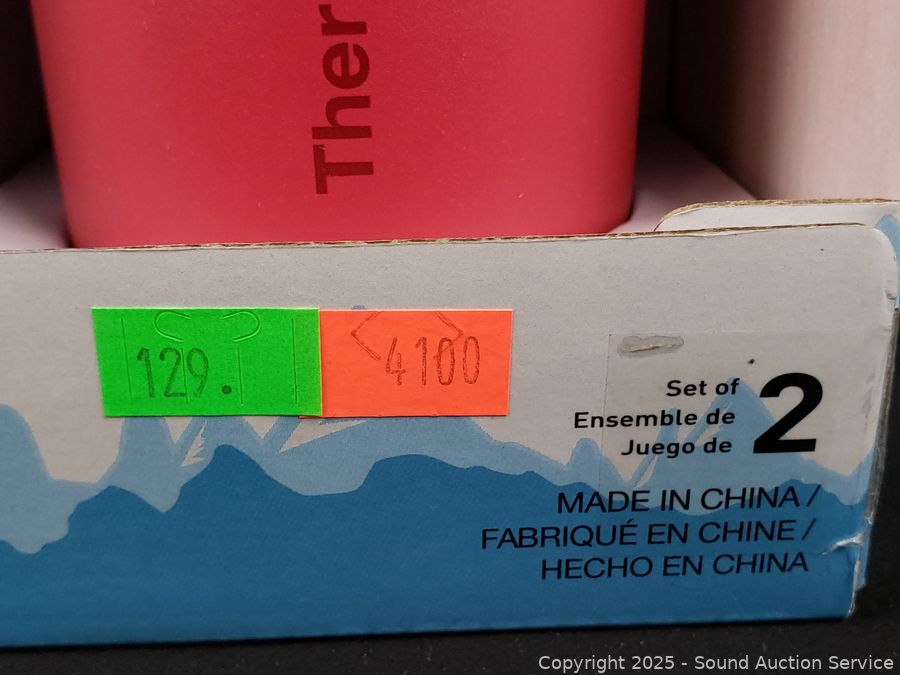 Ther
129.
4100
Set of
Ensemble de
Juego de
2
MADE IN CHINA /
FABRIQUÉ EN CHINE /
HECHO EN CHINA
Copyright 2025 - Sound Auction Service